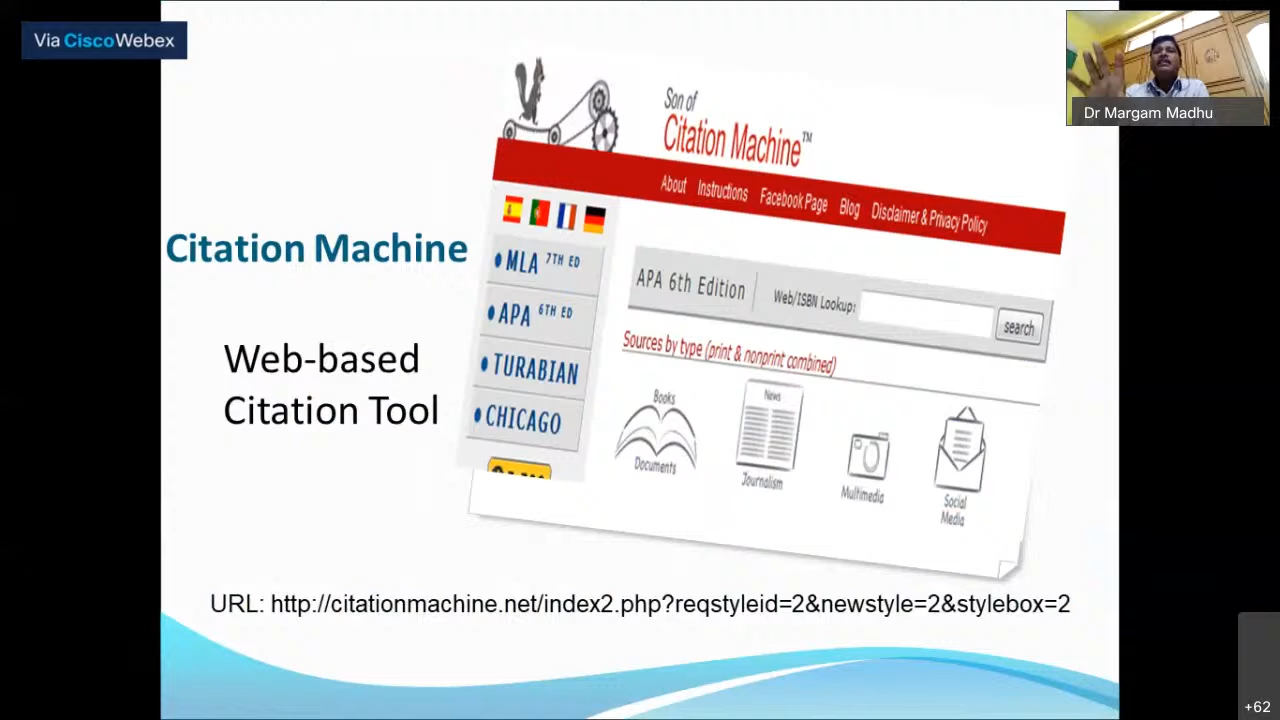 Via CiscoWebex
Dr Margam Madhu
Son of
Citation Machine™
About Instructions Facebook Page Blog Disclaimer & Privacy Policy
Citation Machine
Web-based
Citation Tool
MLA 7TH ED
APA 6TH ED
TURABIAN
CHICAGO
APA 6th Edition
Web/ISBN Lookup:
search
Sources by type (print & nonprint combined)
Books
Documents
News
Journalism
Multimedia
Social
Media
URL: http://citationmachine.net/index2.php?reqstyleid=2&newstyle=2&stylebox=2
+62